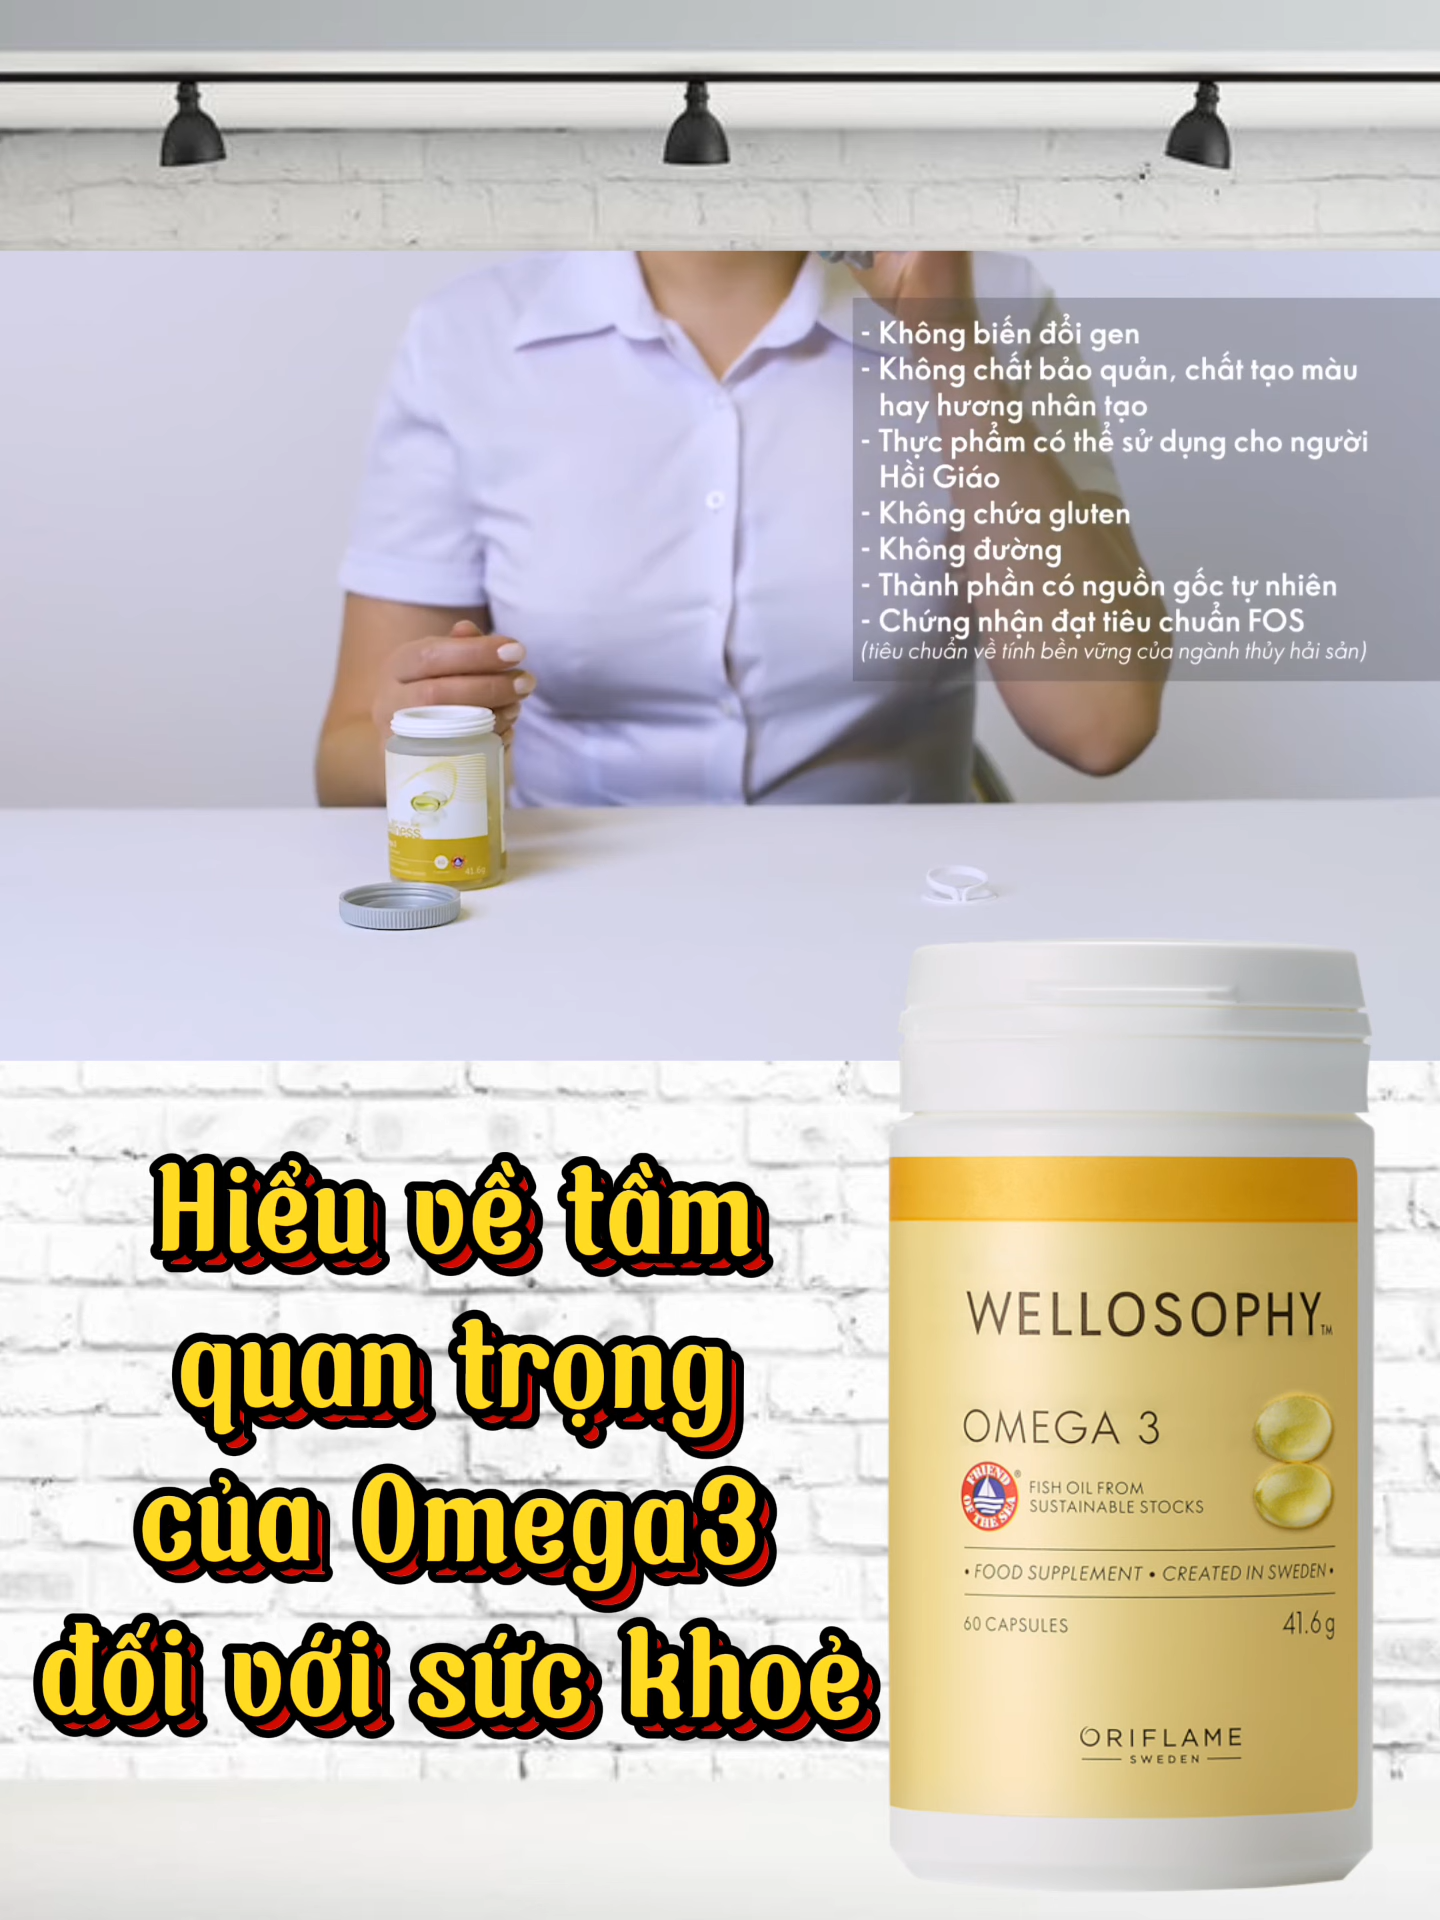 - Không biến đổi gen
- Không chất bảo quản, chất tạo màu
hay hương nhân tạo
- Thực phẩm có thể sử dụng cho người
Hồi Giáo
- Không chứa gluten
- Không đường
- Thành phần có nguồn gốc tự nhiên
- Chứng nhận đạt tiêu chuẩn FOS
(tiêu chuẩn về tính bền vững của ngành thủy hải sản)
41.6g
Hiểu về tầm
quan trọng
của Omega3
đối với sức khoẻ
WELLOSOPHY™
OMEGA 3
FRIEND OF THE SEA®
FISH OIL FROM
SUSTAINABLE STOCKS
• FOOD SUPPLEMENT • CREATED IN SWEDEN •
60 CAPSULES 41.6g
ORIFLAME
SWEDEN